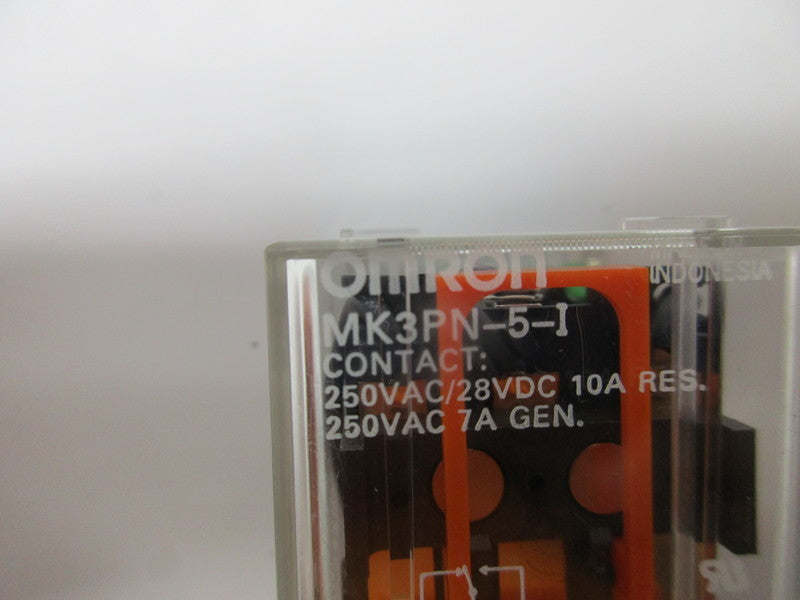 omron INDONESIA
MK3PN-5-I
CONTACT:
250VAC/28VDC 10A RES.
250VAC 7A GEN.